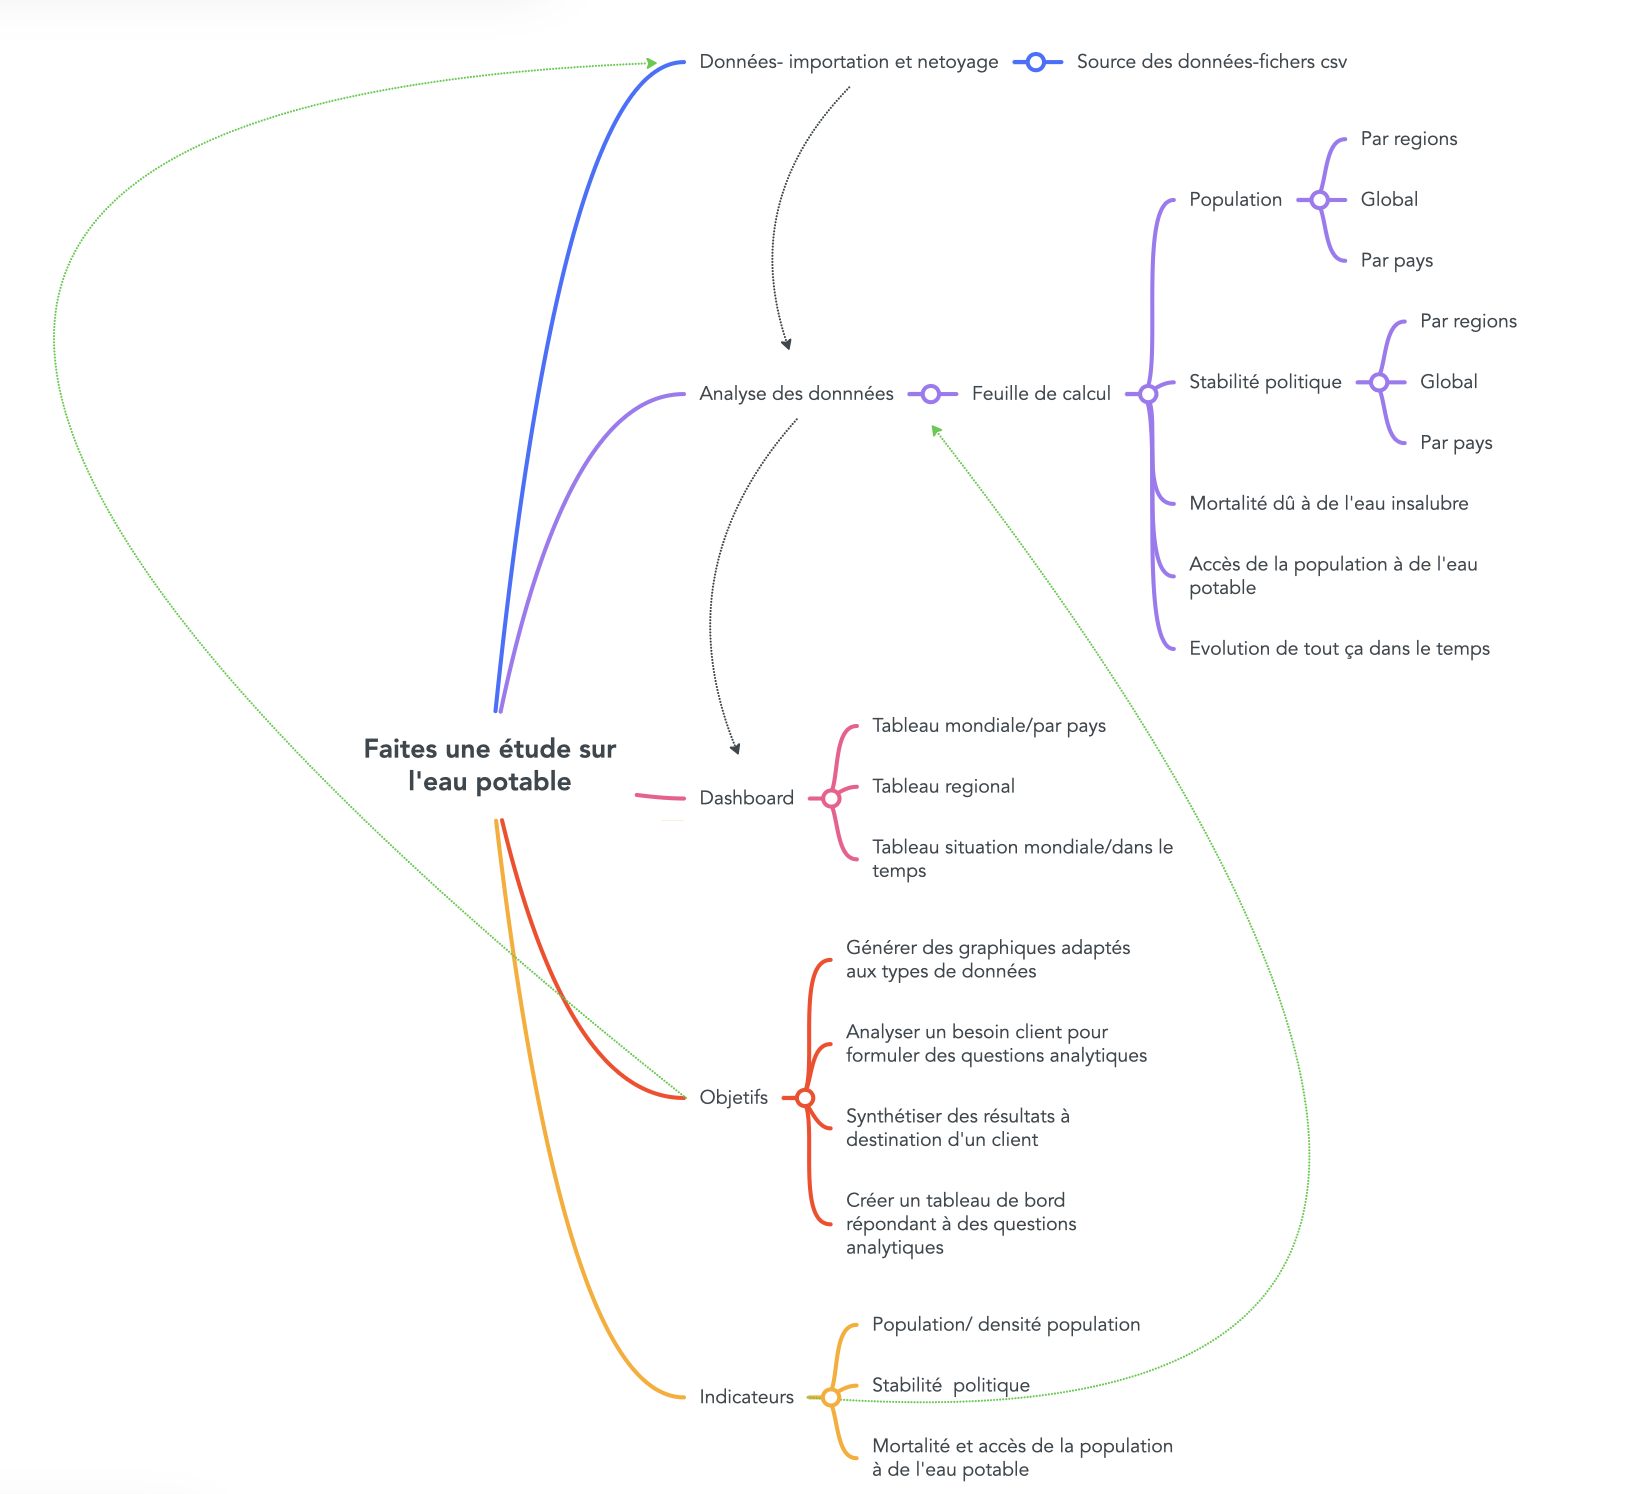 Données- importation et netoyage
Source des données-fichers csv
Par regions
Population
Global
Par pays
Par regions
Stabilité politique
Global
Par pays
Analyse des donnnées
Feuille de calcul
Mortalité dû à de l'eau insalubre
Accès de la population à de l'eau
potable
Evolution de tout ça dans le temps
Faites une étude sur
l'eau potable
Tableau mondiale/par pays
Dashboard
Tableau regional
Tableau situation mondiale/dans le
temps
Générer des graphiques adaptés
aux types de données
Analyser un besoin client pour
formuler des questions analytiques
Objetifs
Synthétiser des résultats à
destination d'un client
Créer un tableau de bord
répondant à des questions
analytiques
Population/ densité population
Indicateurs
Stabilité  politique
Mortalité et accès de la population
à de l'eau potable